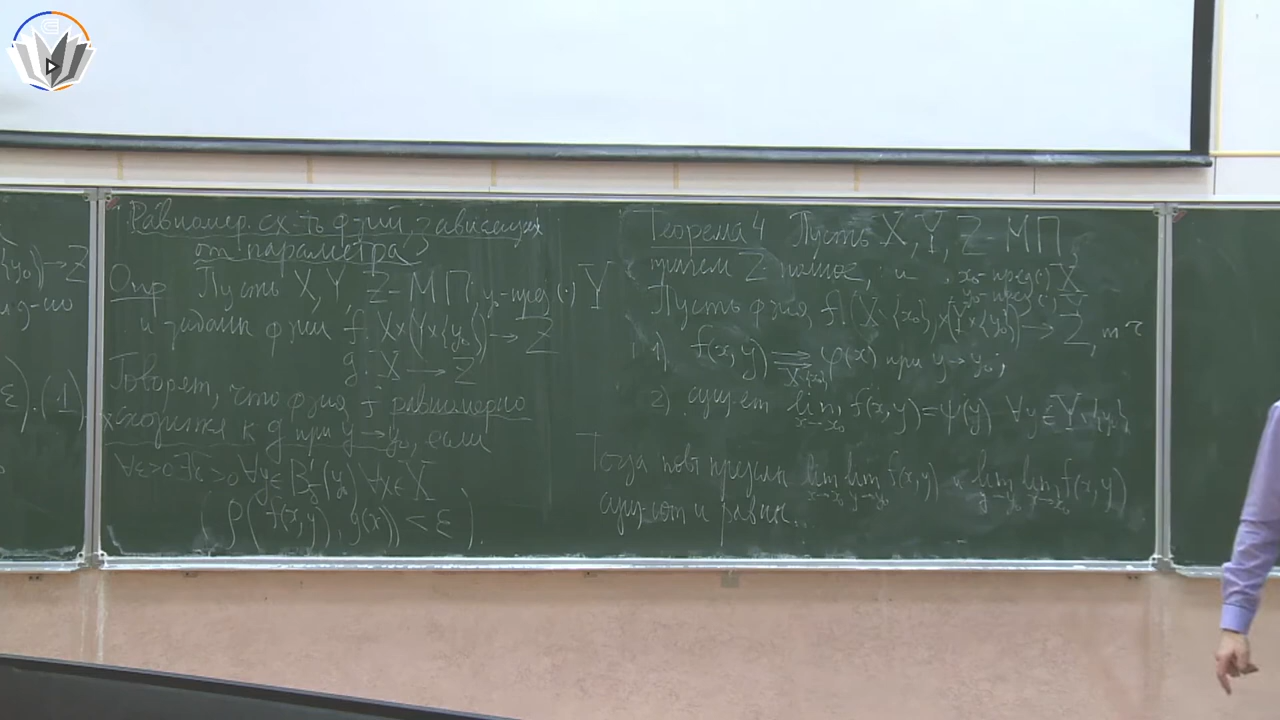 }→Z
ε).(1)
Равномер. сх-ть ф-ций, зависящих
от параметра
Опр Пусть X,Y, Z-МП, y₀-пред(·) Y
и заданы ф-ции f: X×(Y\{y₀})→Z
g: X → Z
Говорят, что ф-ция f равномерно
сходится к g при y→y₀, если
∀ε>0 ∃δ>0 ∀y∈B'_δ(y₀) ∀x∈X
(ρ(f(x,y), g(x)) < ε).
Теорема 4 Пусть X,Y, Z-МП,
причем Z-полное, и x₀-пред(·) X
y₀-пред(·) Y
Пусть ф-ция f:(X\{x₀})×(Y\{y₀})→Z, т ч
1) f(x,y) ⇉ φ(x) при y→y₀;
X\{x₀}
2) сущ-ет lim f(x,y)=ψ(y) ∀y∈Y\{y₀}
x→x₀
Тогда повт пределы lim lim f(x,y) и lim lim f(x,y)
x→x₀ y→y₀ y→y₀ x→x₀
сущ-ют и равны.